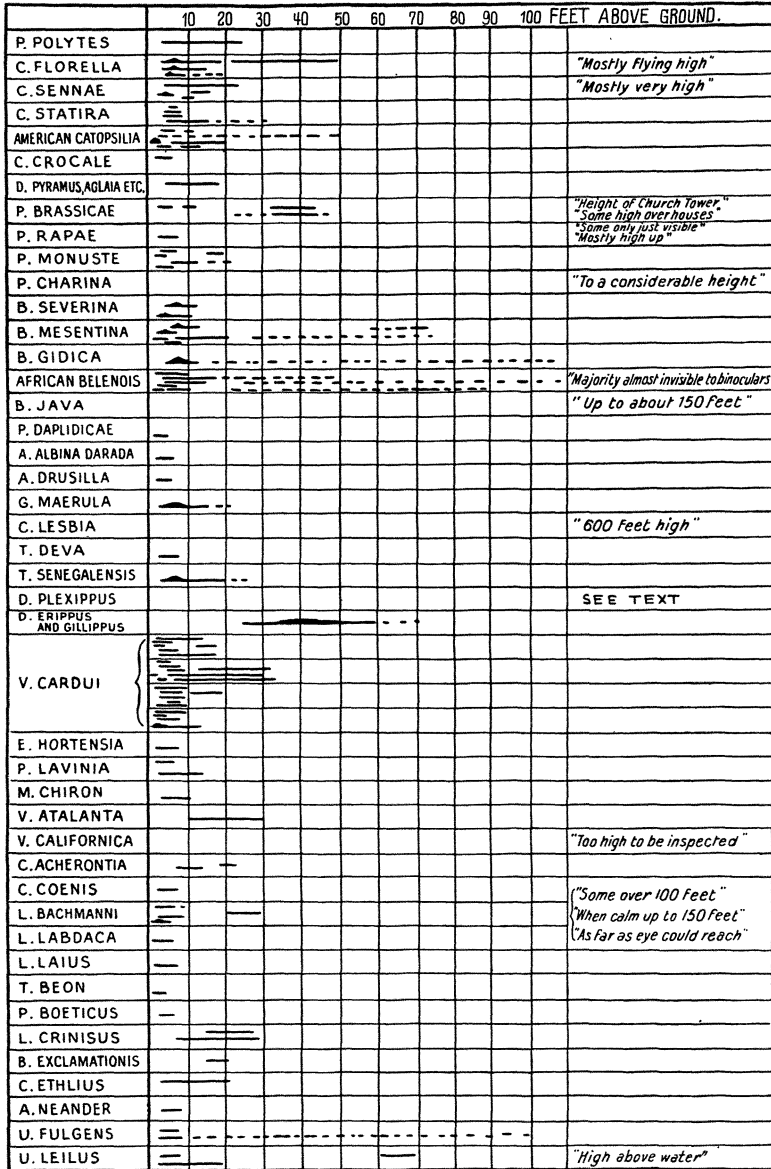 10 20 30 40 50 60 70 80 90 100 FEET ABOVE GROUND.
P. POLYTES
C. FLORELLA "Mostly flying high"
C. SENNAE "Mostly very high"
C. STATIRA
AMERICAN CATOPSILIA
C. CROCALE
D. PYRAMUS, AGLAIA ETC.
P. BRASSICAE "Height of Church Tower,"
"Some high over houses"
P. RAPAE "Some only just visible"
"Mostly high up"
P. MONUSTE
P. CHARINA "To a considerable height"
B. SEVERINA
B. MESENTINA
B. GIDICA
AFRICAN BELENOIS "Majority almost invisible to binoculars
B. JAVA "Up to about 150 feet"
P. DAPLIDICAE
A. ALBINA DARADA
A. DRUSILLA
G. MAERULA
C. LESBIA "600 feet high"
T. DEVA
T. SENEGALENSIS
D. PLEXIPPUS SEE TEXT
D. ERIPPUS
AND GILLIPPUS
V. CARDUI
E. HORTENSIA
P. LAVINIA
M. CHIRON
V. ATALANTA
V. CALIFORNICA "Too high to be inspected"
C. ACHERONTIA
C. COENIS "Some over 100 feet"
L. BACHMANNI "When calm up to 150 feet"
L. LABDACA "As far as eye could reach"
L. LAIUS
T. BEON
P. BOETICUS
L. CRINISUS
B. EXCLAMATIONIS
C. ETHLIUS
A. NEANDER
U. FULGENS
U. LEILUS "High above water"